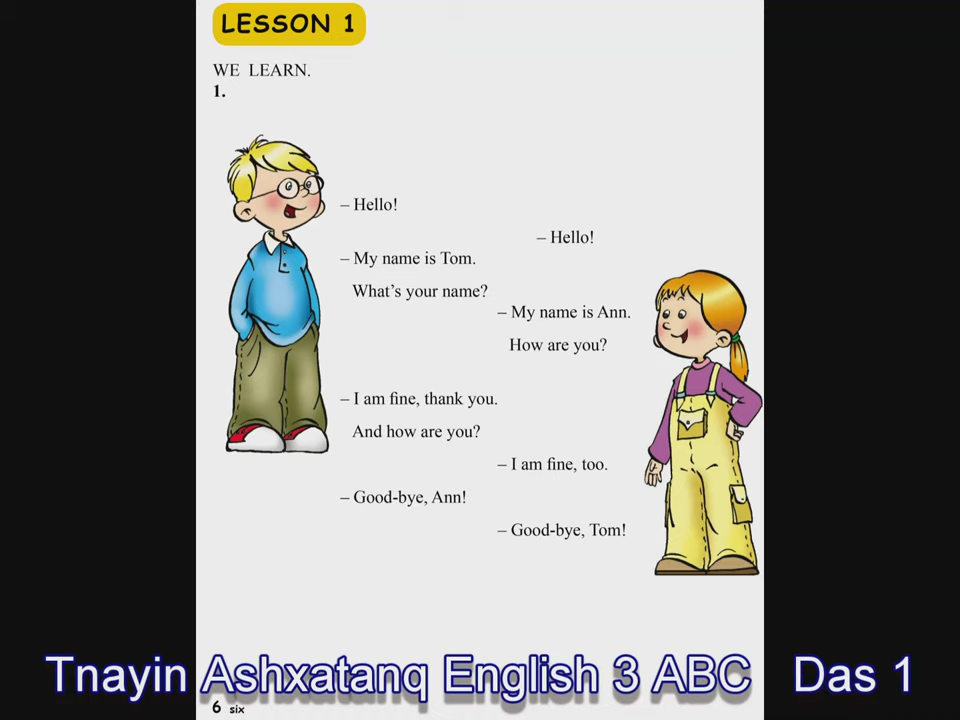 LESSON 1
WE LEARN.
1.
– Hello!
– Hello!
– My name is Tom.
What's your name?
– My name is Ann.
How are you?
– I am fine, thank you.
And how are you?
– I am fine, too.
– Good-bye, Ann!
– Good-bye, Tom!
Tnayin Ashxatanq English 3 ABC Das 1
6 six